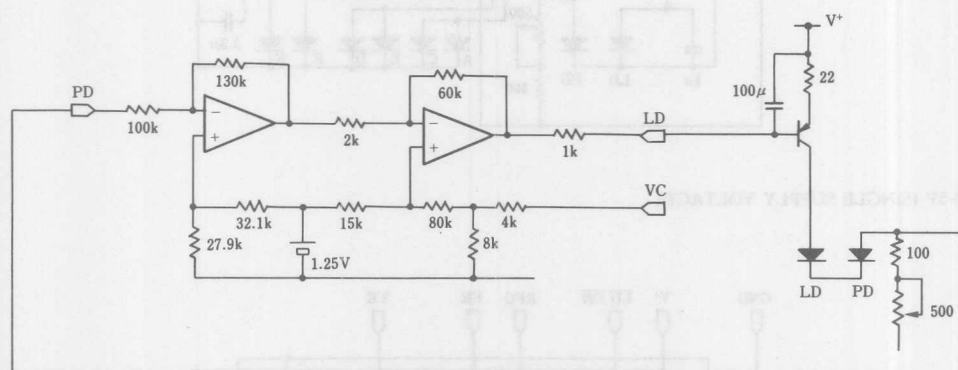 V⁺
22
100μ
130k
60k
PD
100k
2k
1k
LD
VC
32.1k
15k
80k
4k
27.9k
1.25V
8k
LD
PD
100
500